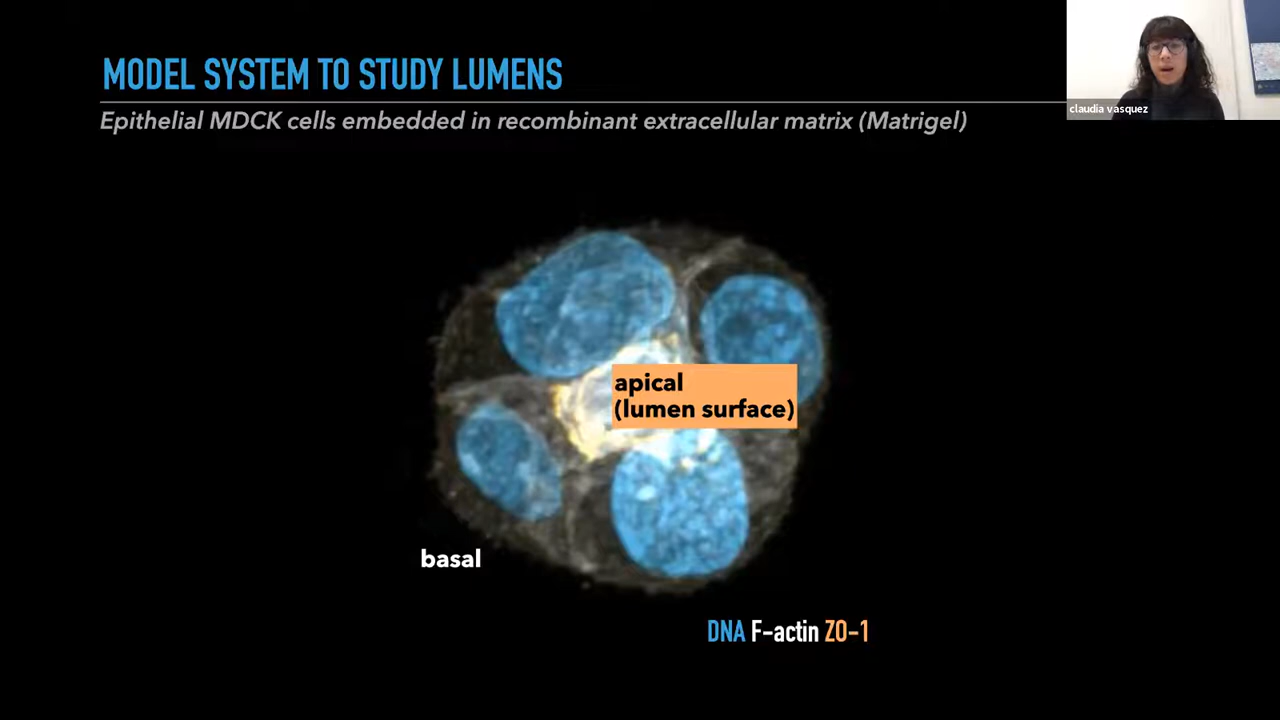 MODEL SYSTEM TO STUDY LUMENS
claudia vasquez
Epithelial MDCK cells embedded in recombinant extracellular matrix (Matrigel)
apical
(lumen surface)
basal
DNA F-actin ZO-1